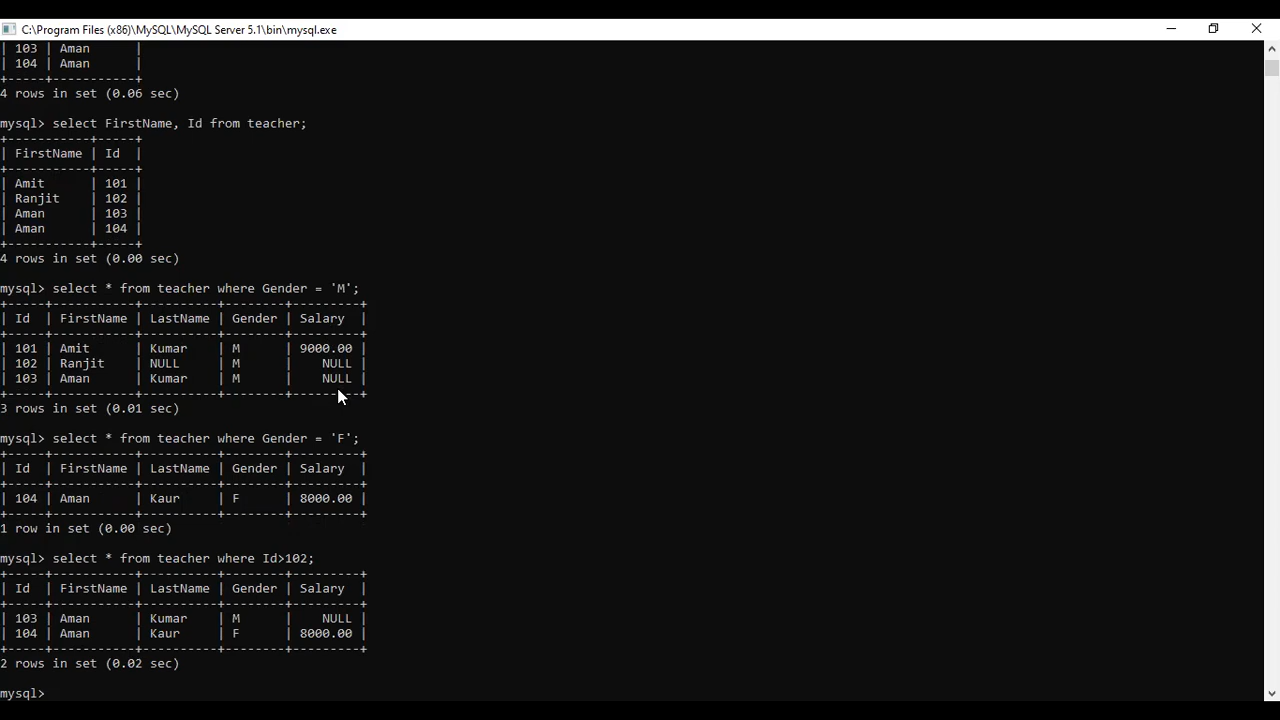 C:\Program Files (x86)\MySQL\MySQL Server 5.1\bin\mysql.exe
| 103 | Aman      |
| 104 | Aman      |
+-----+-----------+
4 rows in set (0.06 sec)
mysql> select FirstName, Id from teacher;
+-----------+-----+
| FirstName | Id  |
+-----------+-----+
| Amit      | 101 |
| Ranjit    | 102 |
| Aman      | 103 |
| Aman      | 104 |
+-----------+-----+
4 rows in set (0.00 sec)
mysql> select * from teacher where Gender = 'M';
+-----+-----------+----------+--------+---------+
| Id  | FirstName | LastName | Gender | Salary  |
+-----+-----------+----------+--------+---------+
| 101 | Amit      | Kumar    | M      | 9000.00 |
| 102 | Ranjit    | NULL     | M      |    NULL |
| 103 | Aman      | Kumar    | M      |    NULL |
+-----+-----------+----------+--------+---------+
3 rows in set (0.01 sec)
mysql> select * from teacher where Gender = 'F';
+-----+-----------+----------+--------+---------+
| Id  | FirstName | LastName | Gender | Salary  |
+-----+-----------+----------+--------+---------+
| 104 | Aman      | Kaur     | F      | 8000.00 |
+-----+-----------+----------+--------+---------+
1 row in set (0.00 sec)
mysql> select * from teacher where Id>102;
+-----+-----------+----------+--------+---------+
| Id  | FirstName | LastName | Gender | Salary  |
+-----+-----------+----------+--------+---------+
| 103 | Aman      | Kumar    | M      |    NULL |
| 104 | Aman      | Kaur     | F      | 8000.00 |
+-----+-----------+----------+--------+---------+
2 rows in set (0.02 sec)
mysql>